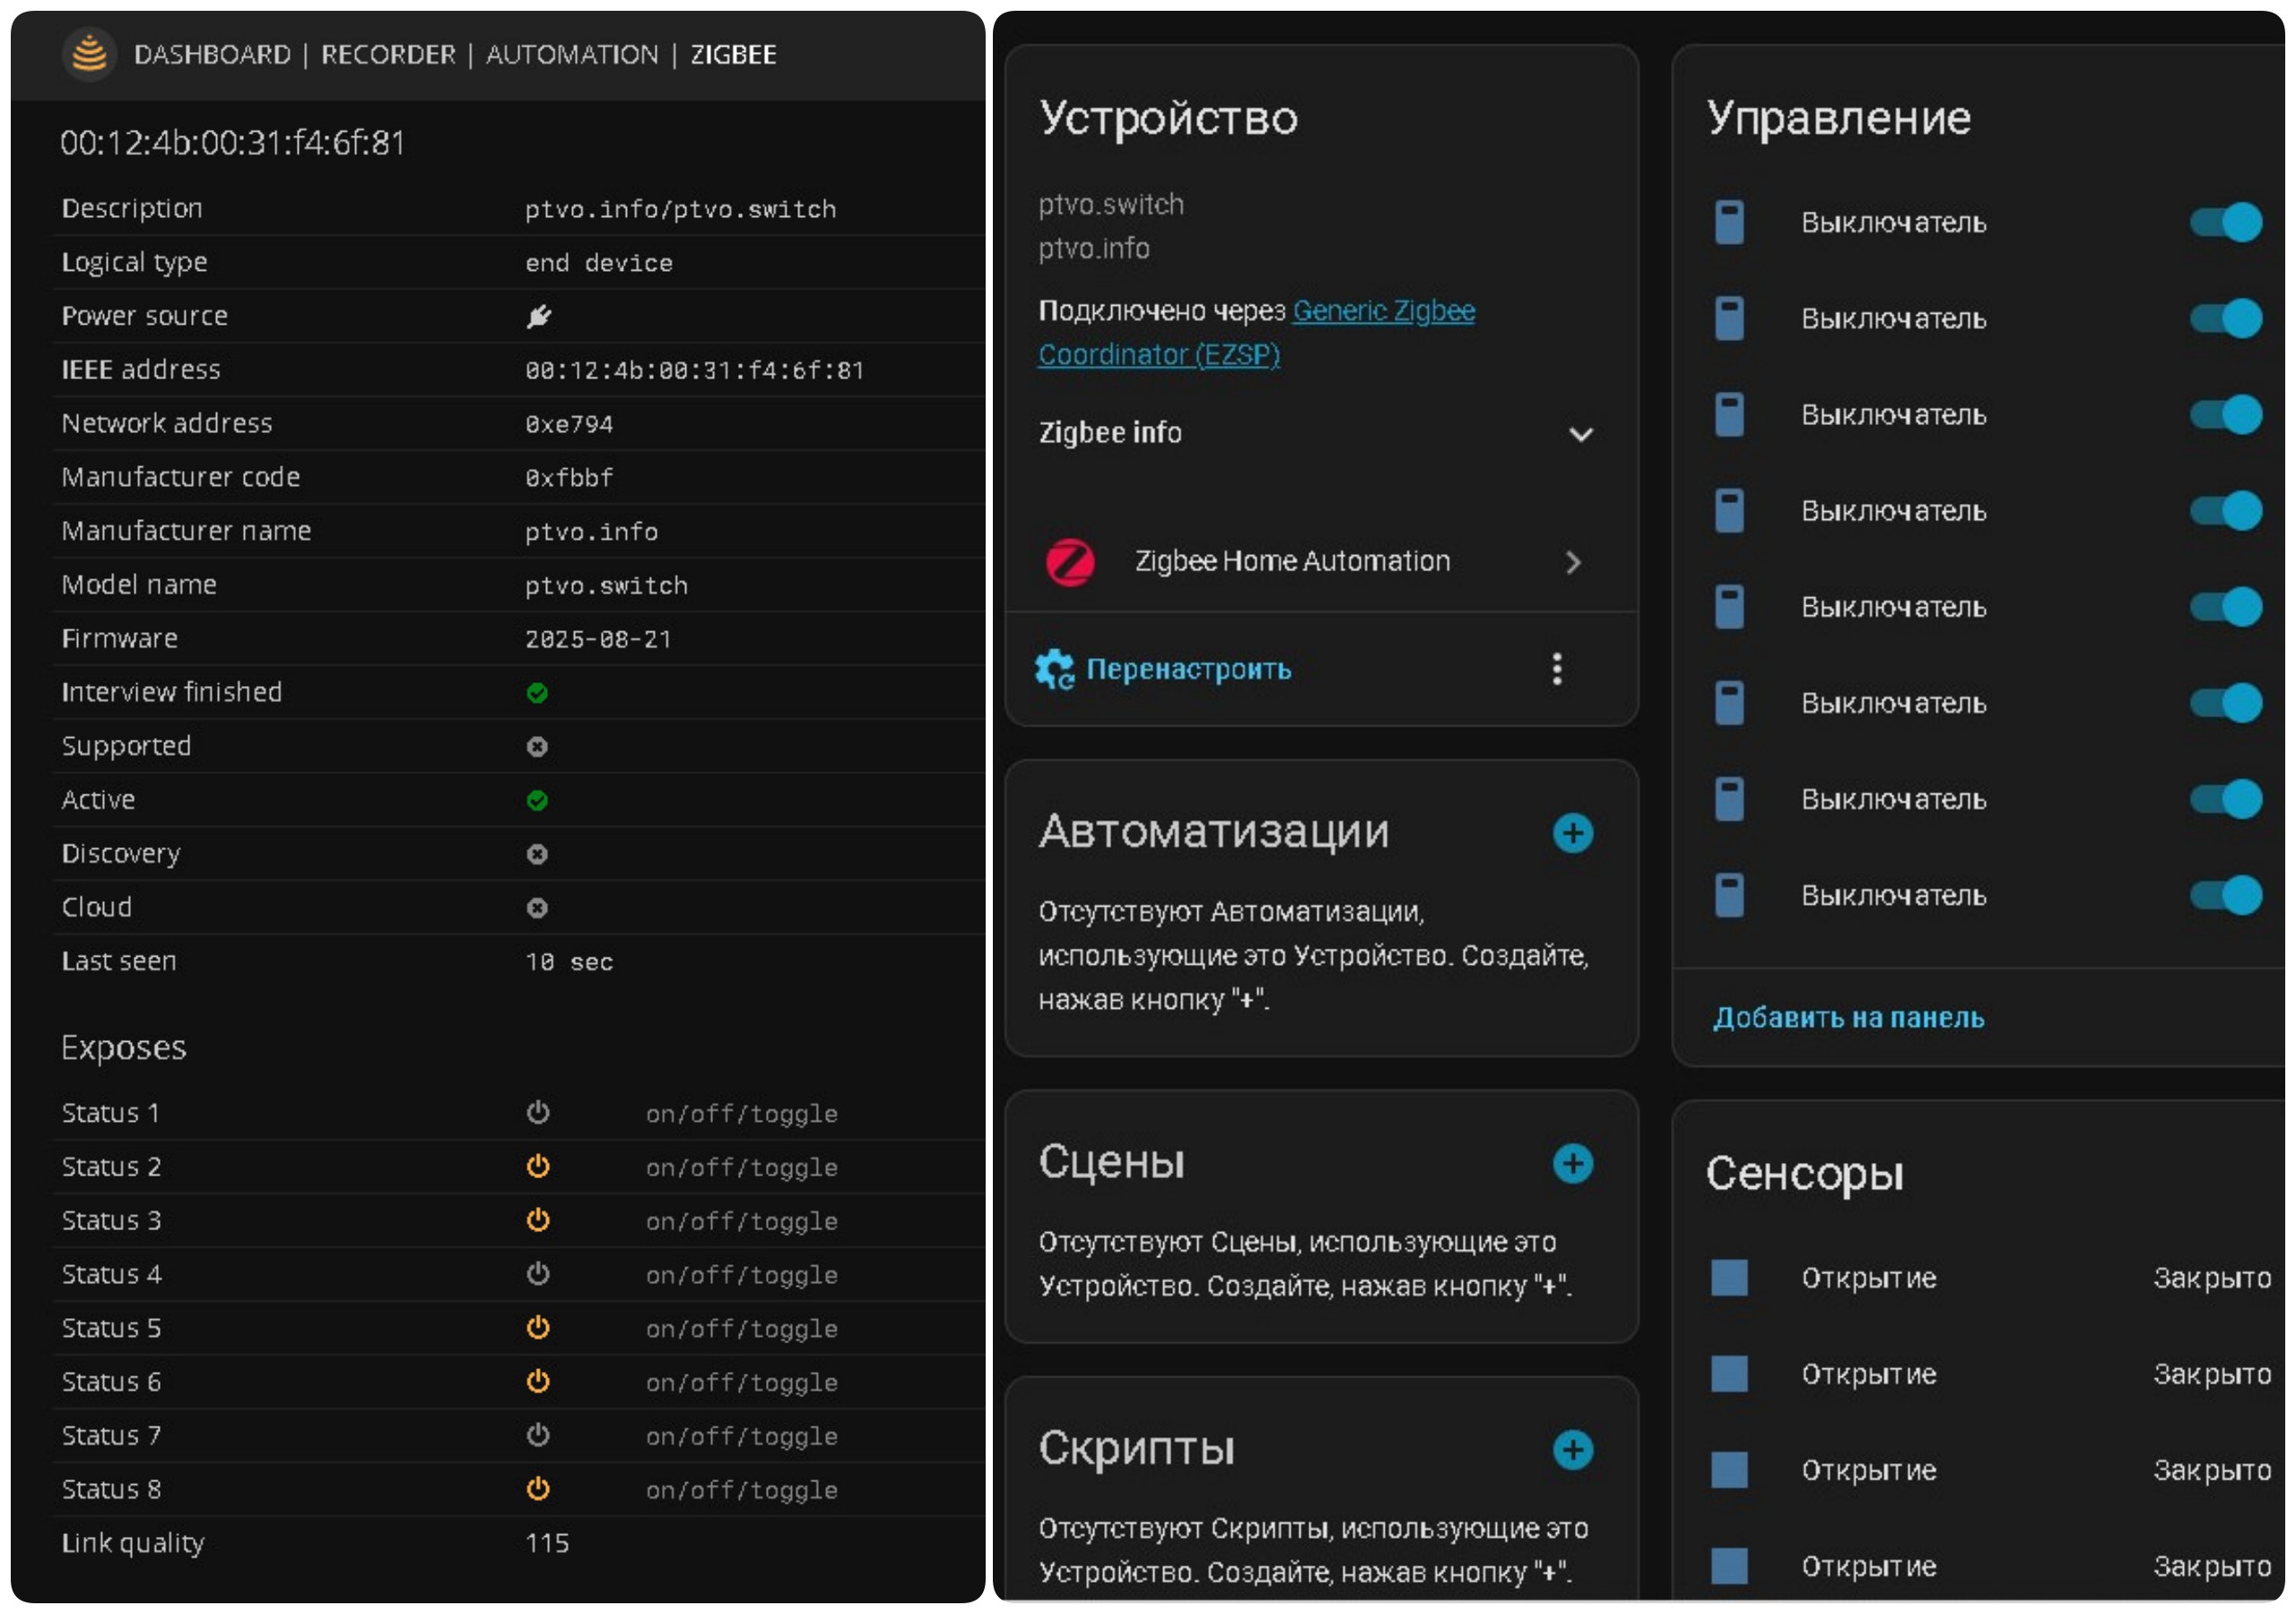 DASHBOARD | RECORDER | AUTOMATION | ZIGBEE
00:12:4b:00:31:f4:6f:81
Description ptvo.info/ptvo.switch
Logical type end device
Power source
IEEE address 00:12:4b:00:31:f4:6f:81
Network address 0xe794
Manufacturer code 0xfbbf
Manufacturer name ptvo.info
Model name ptvo.switch
Firmware 2025-08-21
Interview finished
Supported
Active
Discovery
Cloud
Last seen 10 sec
Exposes
Status 1 on/off/toggle
Status 2 on/off/toggle
Status 3 on/off/toggle
Status 4 on/off/toggle
Status 5 on/off/toggle
Status 6 on/off/toggle
Status 7 on/off/toggle
Status 8 on/off/toggle
Link quality 115
Устройство
ptvo.switch
ptvo.info
Подключено через Generic Zigbee
Coordinator (EZSP)
Zigbee info
Zigbee Home Automation
Перенастроить
Автоматизации
Отсутствуют Автоматизации,
использующие это Устройство. Создайте,
нажав кнопку "+".
Сцены
Отсутствуют Сцены, использующие это
Устройство. Создайте, нажав кнопку "+".
Скрипты
Отсутствуют Скрипты, использующие это
Устройство. Создайте, нажав кнопку "+".
Управление
Выключатель
Выключатель
Выключатель
Выключатель
Выключатель
Выключатель
Выключатель
Выключатель
Добавить на панель
Сенсоры
Открытие Закрыто
Открытие Закрыто
Открытие Закрыто
Открытие Закрыто